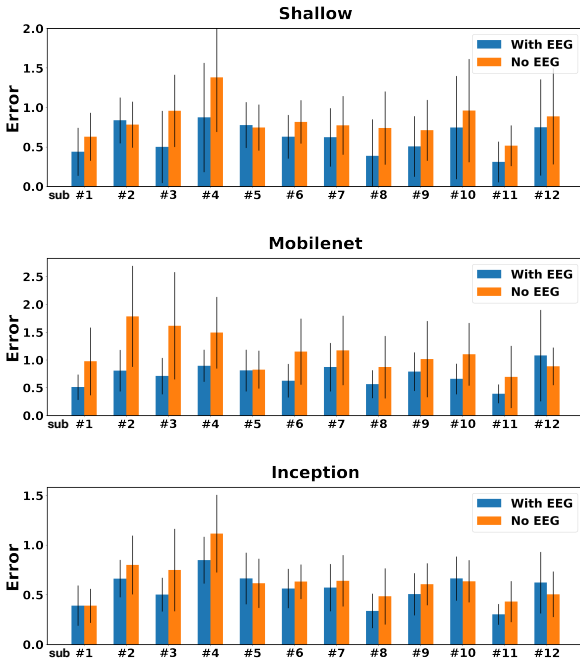 Shallow
Error
2.0
1.5
1.0
0.5
0.0
With EEG
No EEG
sub #1 #2 #3 #4 #5 #6 #7 #8 #9 #10 #11 #12
Mobilenet
Error
2.5
2.0
1.5
1.0
0.5
0.0
With EEG
No EEG
sub #1 #2 #3 #4 #5 #6 #7 #8 #9 #10 #11 #12
Inception
Error
1.5
1.0
0.5
0.0
With EEG
No EEG
sub #1 #2 #3 #4 #5 #6 #7 #8 #9 #10 #11 #12